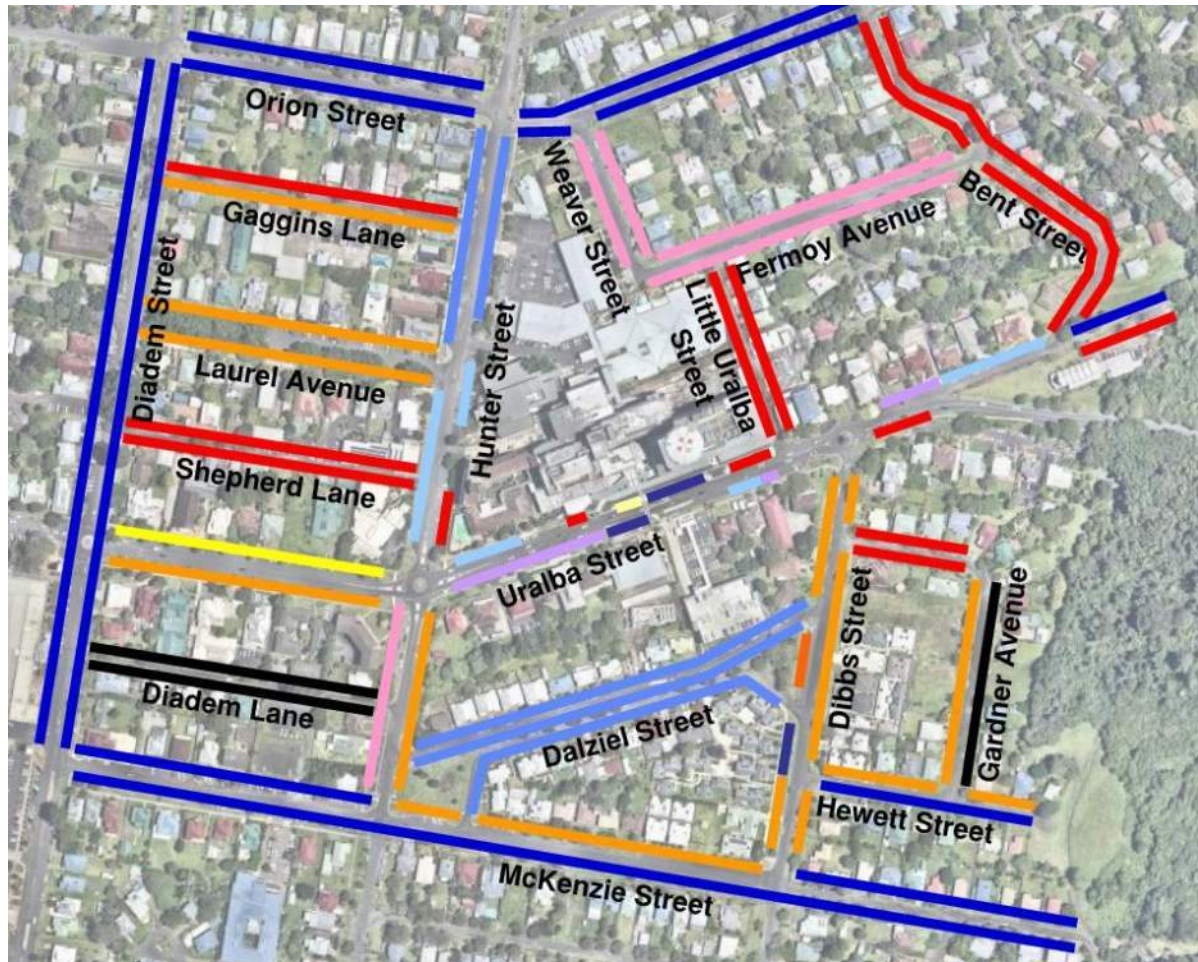 Orion Street
Gaggins Lane
Weaver Street
Bent Street
Fermoy Avenue
Diadem Street
Hunter Street
Little Uralba
Street
Laurel Avenue
Shepherd Lane
Uralba Street
Diadem Lane
Dalziel Street
Dibbs Street
Gardner Avenue
Hewett Street
McKenzie Street